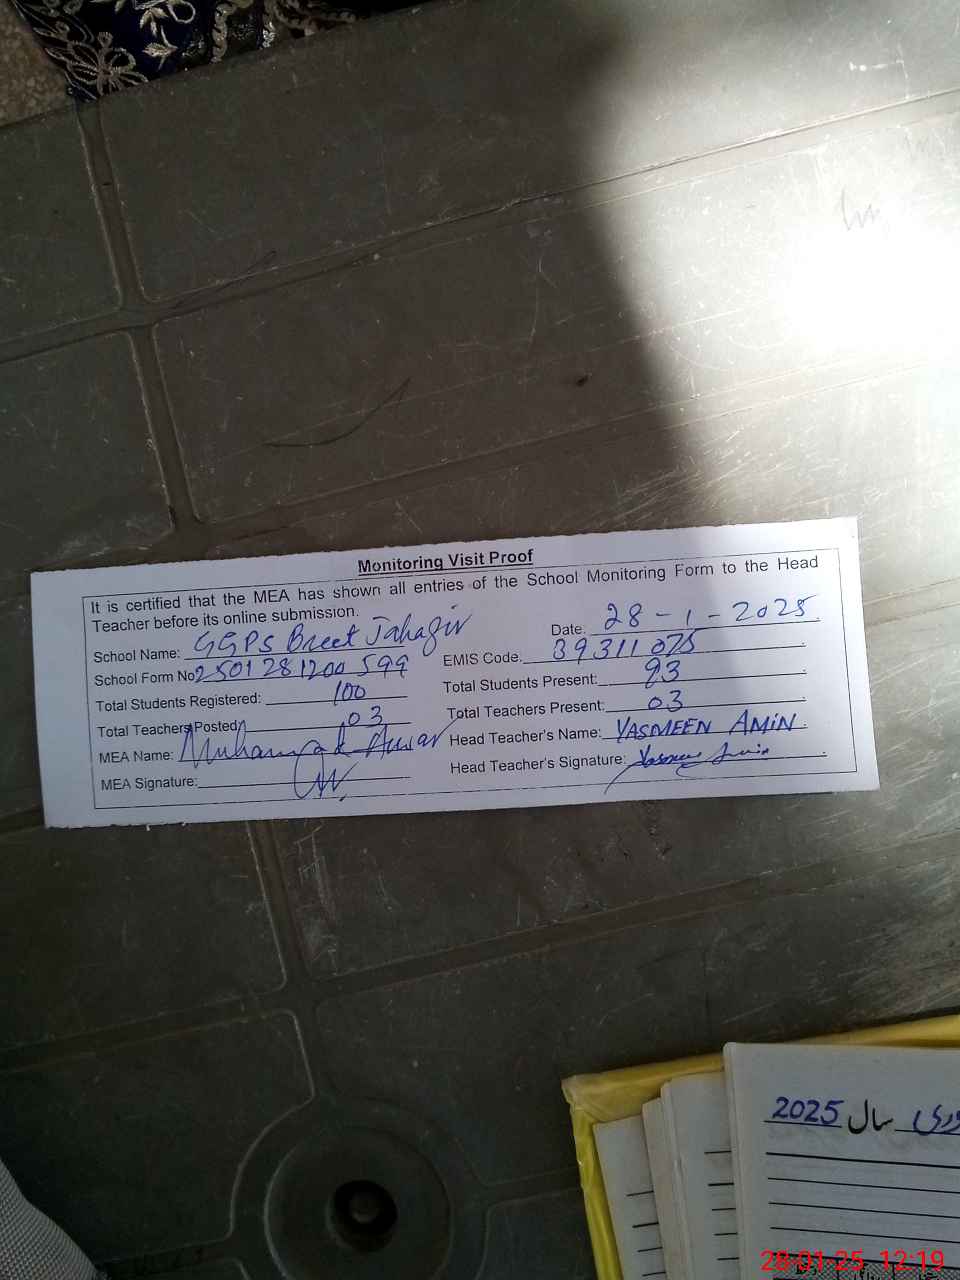 Monitoring Visit Proof
It is certified that the MEA has shown all entries of the School Monitoring Form to the Head
Teacher before its online submission.
School Name: GGPS Breet Jahagir Date: 28-1-2025
School Form No 2501281200599 EMIS Code. 39311075
Total Students Registered: 100 Total Students Present: 93
Total Teachers Posted: 03 Total Teachers Present: 03
MEA Name: Muhammad Anwar Head Teacher's Name: YASMEEN AMIN
MEA Signature: Head Teacher's Signature: Yasmeen Amin
سال 2025
28-01-25 12:19